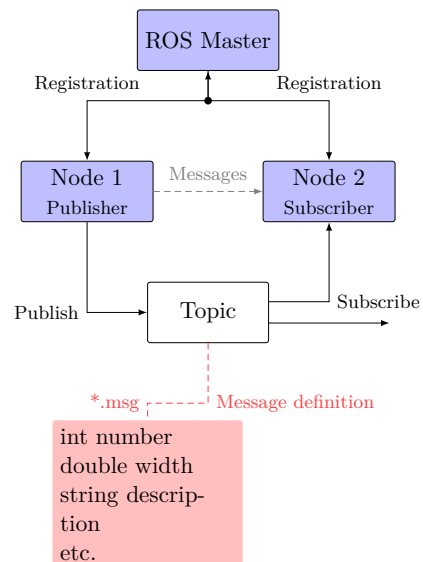 ROS Master
Registration
Registration
Node 1
Publisher
Messages
Node 2
Subscriber
Publish
Topic
Subscribe
*.msg
Message definition
int number
double width
string descrip-
tion
etc.